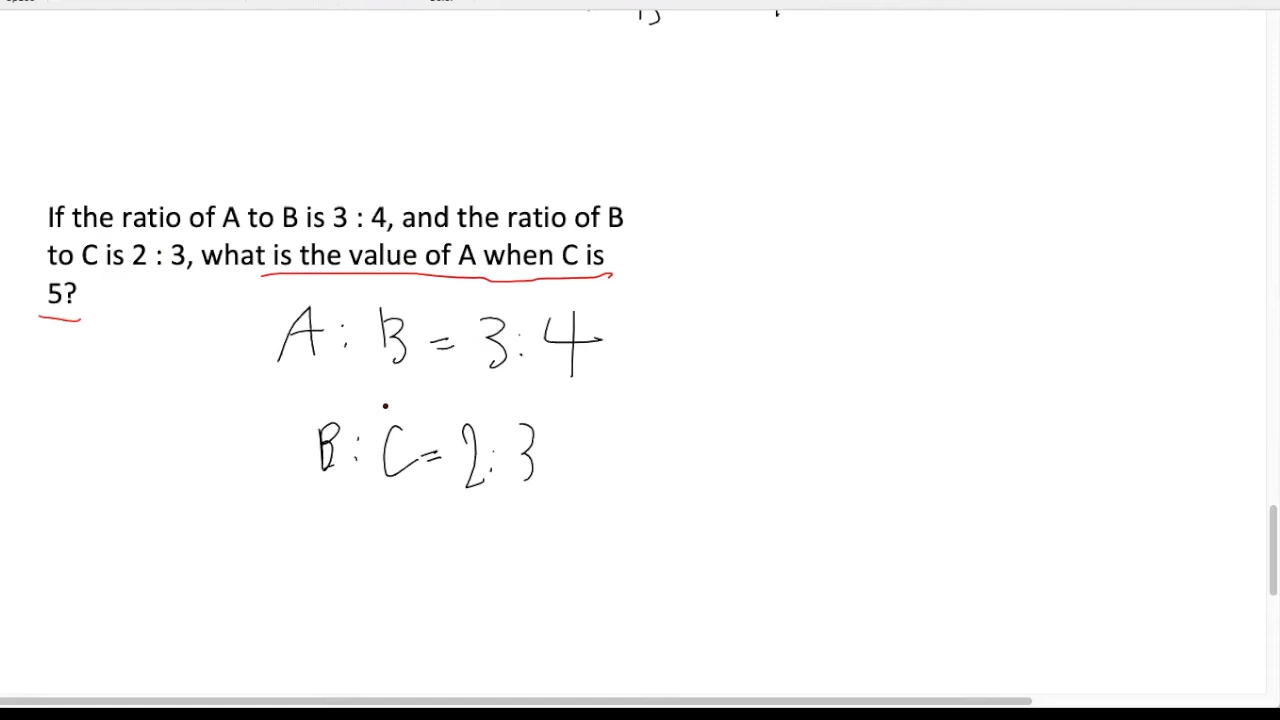 If the ratio of A to B is 3 : 4, and the ratio of B
to C is 2 : 3, what is the value of A when C is
5?
A : B = 3 : 4
B : C = 2 : 3